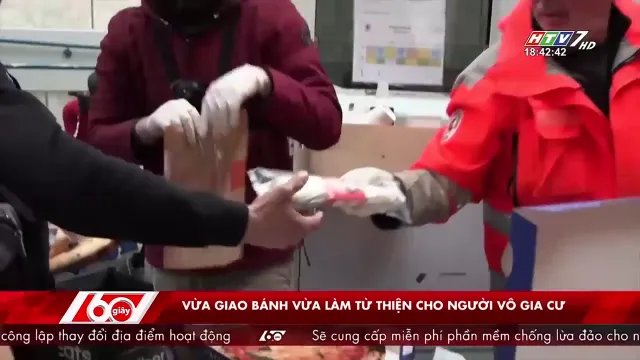 HTV7 HD
18:42:42
60 giây
VỪA GIAO BÁNH VỪA LÀM TỪ THIỆN CHO NGƯỜI VÔ GIA CƯ
công lập thay đổi địa điểm hoạt động 60 Sẽ cung cấp miễn phí phần mềm chống lừa đảo cho n